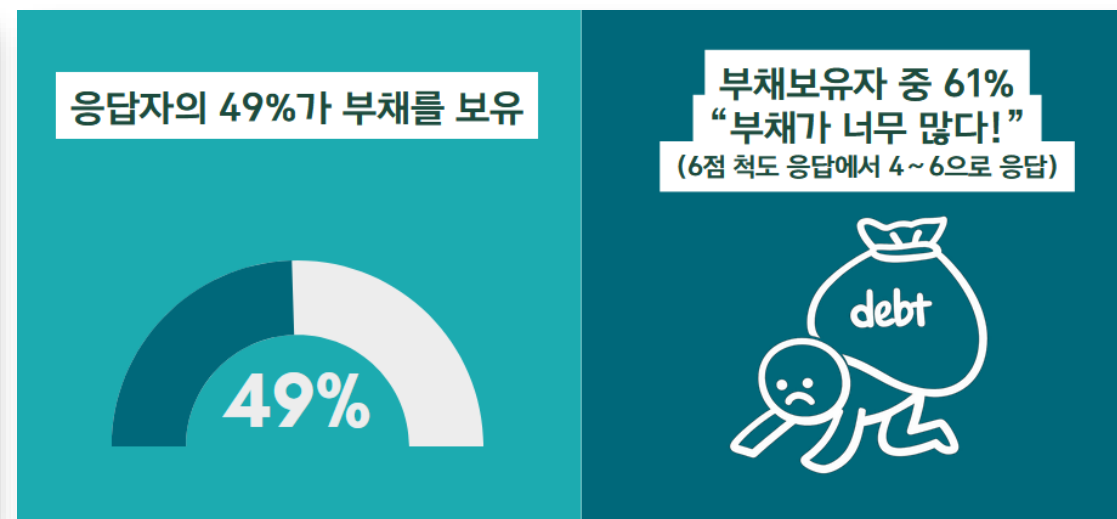 응답자의 49%가 부채를 보유
49%
부채보유자 중 61%
“부채가 너무 많다!”
(6점 척도 응답에서 4~6으로 응답)
debt